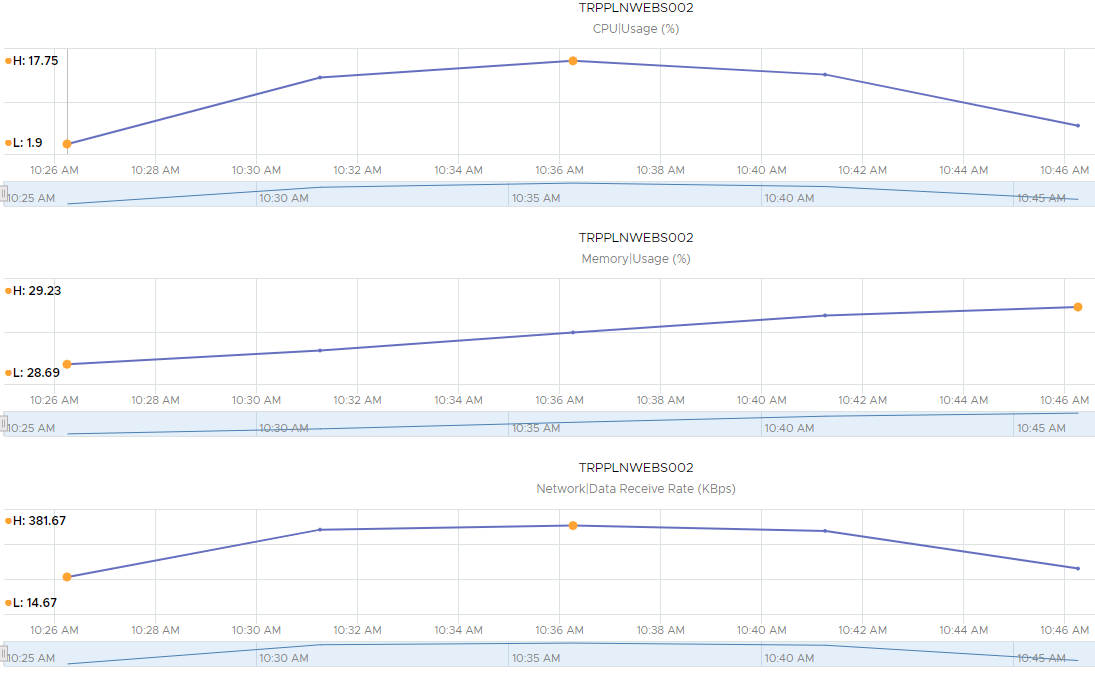 TRPPLNWEBS002
CPU|Usage (%)
H: 17.75
L: 1.9
10:26 AM 10:28 AM 10:30 AM 10:32 AM 10:34 AM 10:36 AM 10:38 AM 10:40 AM 10:42 AM 10:44 AM 10:46 AM
10:25 AM 10:30 AM 10:35 AM 10:40 AM 10:45 AM
TRPPLNWEBS002
Memory|Usage (%)
H: 29.23
L: 28.69
10:26 AM 10:28 AM 10:30 AM 10:32 AM 10:34 AM 10:36 AM 10:38 AM 10:40 AM 10:42 AM 10:44 AM 10:46 AM
10:25 AM 10:30 AM 10:35 AM 10:40 AM 10:45 AM
TRPPLNWEBS002
Network|Data Receive Rate (KBps)
H: 381.67
L: 14.67
10:26 AM 10:28 AM 10:30 AM 10:32 AM 10:34 AM 10:36 AM 10:38 AM 10:40 AM 10:42 AM 10:44 AM 10:46 AM
10:25 AM 10:30 AM 10:35 AM 10:40 AM 10:45 AM